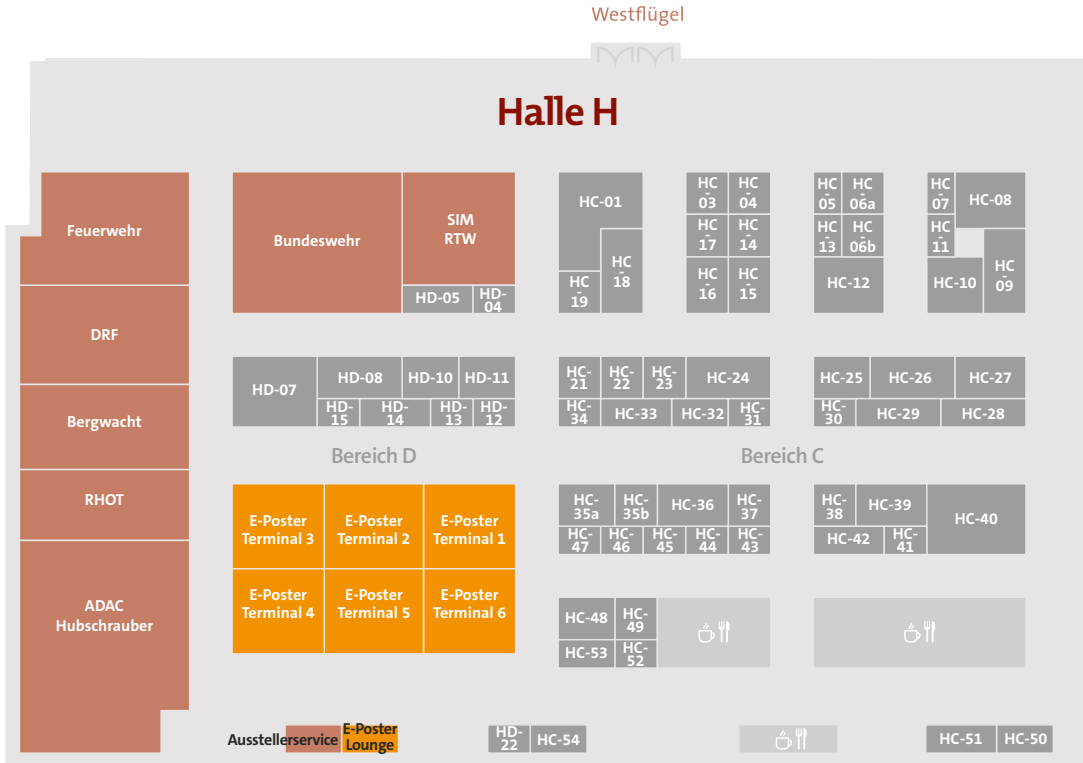 Westflügel
Halle H
Feuerwehr
DRF
Bergwacht
RHOT
ADAC
Hubschrauber
Bundeswehr
SIM
RTW
HD-05
HD-
04
HC-01
HC
-
19
HC
-
18
HC
-
03
HC
-
04
HC
-
17
HC
-
14
HC
-
16
HC
-
15
HC
-
05
HC
-
06a
HC
-
13
HC
-
06b
HC-12
HC
-
07
HC-08
HC
-
11
HC-10
HC
-
09
HD-07
HD-08
HD-10
HD-11
HD-
15
HD-
14
HD-
13
HD-
12
HC-
21
HC-
22
HC-
23
HC-24
HC-
34
HC-33
HC-32
HC-
31
HC-25
HC-26
HC-27
HC-
30
HC-29
HC-28
Bereich D
Bereich C
E-Poster
Terminal 3
E-Poster
Terminal 2
E-Poster
Terminal 1
E-Poster
Terminal 4
E-Poster
Terminal 5
E-Poster
Terminal 6
HC-
35a
HC-
35b
HC-36
HC-
37
HC-
47
HC-
46
HC-
45
HC-
44
HC-
43
HC-
38
HC-39
HC-40
HC-42
HC-
41
HC-48
HC-
49
HC-53
HC-
52
Ausstellerservice
E-Poster
Lounge
HD-
22
HC-54
HC-51
HC-50